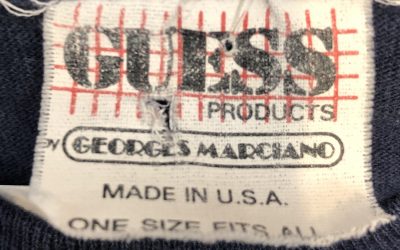 GUESS
PRODUCTS
BY GEORGES MARCIANO
MADE IN U.S.A.
ONE SIZE FITS ALL